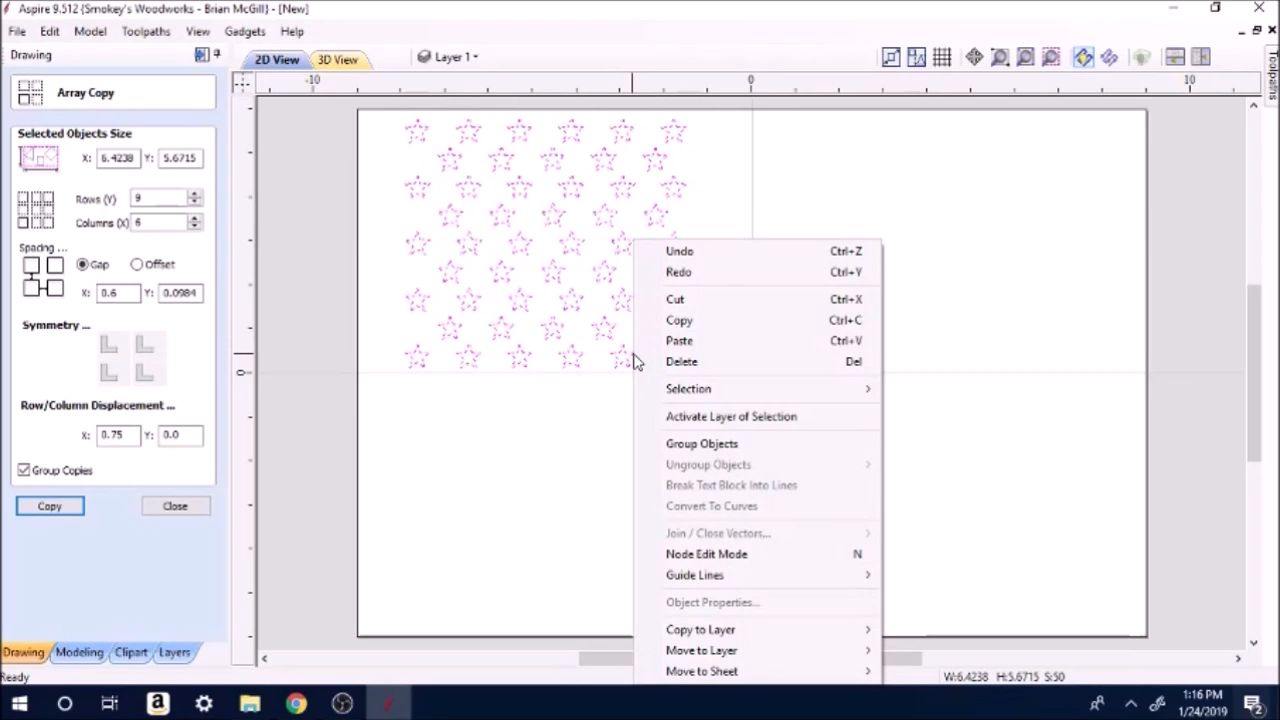 Aspire 9.512 {Smokey's Woodworks - Brian McGill} - [New]
File Edit Model Toolpaths View Gadgets Help
Drawing
2D View 3D View Layer 1
-10 0 10
Toolpaths
Array Copy
Selected Objects Size
X: 6.4238 Y: 5.6715
Rows (Y) 9
Columns (X) 6
Spacing ...
Gap Offset
X: 0.6 Y: 0.0984
Symmetry ...
Row/Column Displacement ...
X: 0.75 Y: 0.0
Group Copies
Copy Close
0
Undo Ctrl+Z
Redo Ctrl+Y
Cut Ctrl+X
Copy Ctrl+C
Paste Ctrl+V
Delete Del
Selection
Activate Layer of Selection
Group Objects
Ungroup Objects
Break Text Block Into Lines
Convert To Curves
Join / Close Vectors...
Node Edit Mode N
Guide Lines
Object Properties...
Copy to Layer
Move to Layer
Move to Sheet
Drawing Modeling Clipart Layers
Ready
W:6.4238 H:5.6715 S:50
1:16 PM
1/24/2019
2